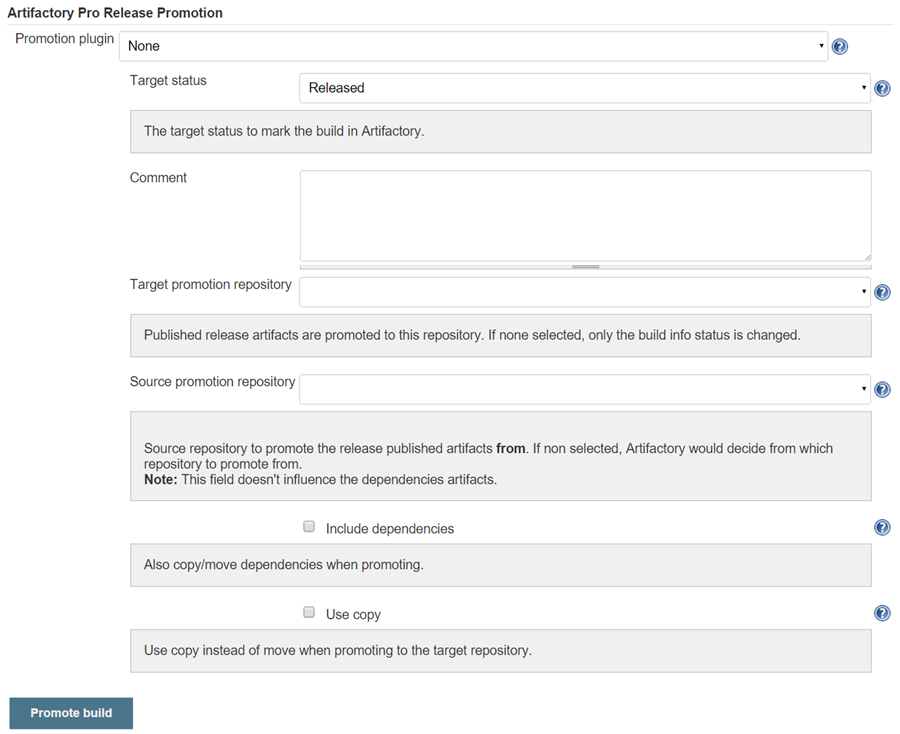 Artifactory Pro Release Promotion
Promotion plugin
None
Target status
Released
The target status to mark the build in Artifactory.
Comment
Target promotion repository
Published release artifacts are promoted to this repository. If none selected, only the build info status is changed.
Source promotion repository
Source repository to promote the release published artifacts from. If non selected, Artifactory would decide from which
repository to promote from.
Note: This field doesn't influence the dependencies artifacts.
Include dependencies
Also copy/move dependencies when promoting.
Use copy
Use copy instead of move when promoting to the target repository.
Promote build